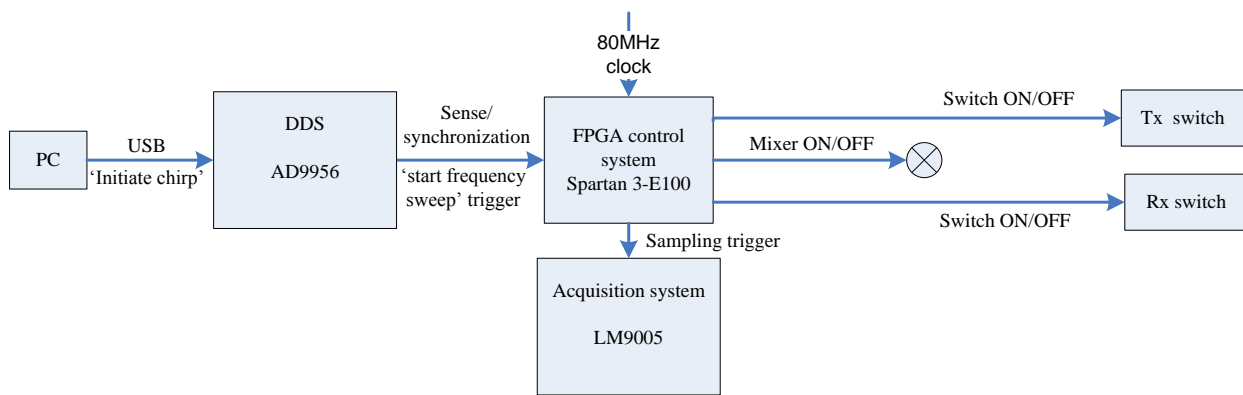 80MHz
clock
PC
USB
‘Initiate chirp’
DDS
AD9956
Sense/
synchronization
‘start frequency
sweep’ trigger
FPGA control
system
Spartan 3-E100
Switch ON/OFF
Tx switch
Mixer ON/OFF
Switch ON/OFF
Rx switch
Sampling trigger
Acquisition system
LM9005